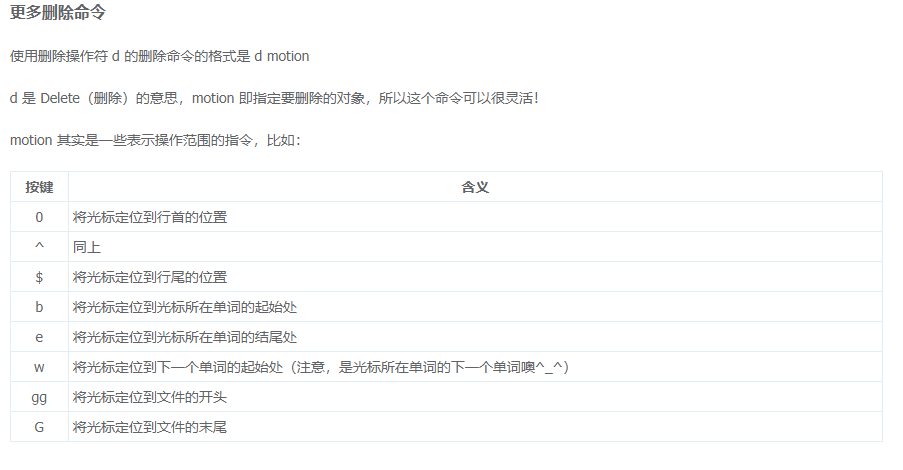 更多删除命令
使用删除操作符 d 的删除命令的格式是 d motion
d 是 Delete（删除）的意思，motion 即指定要删除的对象，所以这个命令可以很灵活！
motion 其实是一些表示操作范围的指令，比如：
按键 含义
0 将光标定位到行首的位置
^ 同上
$ 将光标定位到行尾的位置
b 将光标定位到光标所在单词的起始处
e 将光标定位到光标所在单词的结尾处
w 将光标定位到下一个单词的起始处（注意，是光标所在单词的下一个单词噢^_^）
gg 将光标定位到文件的开头
G 将光标定位到文件的末尾